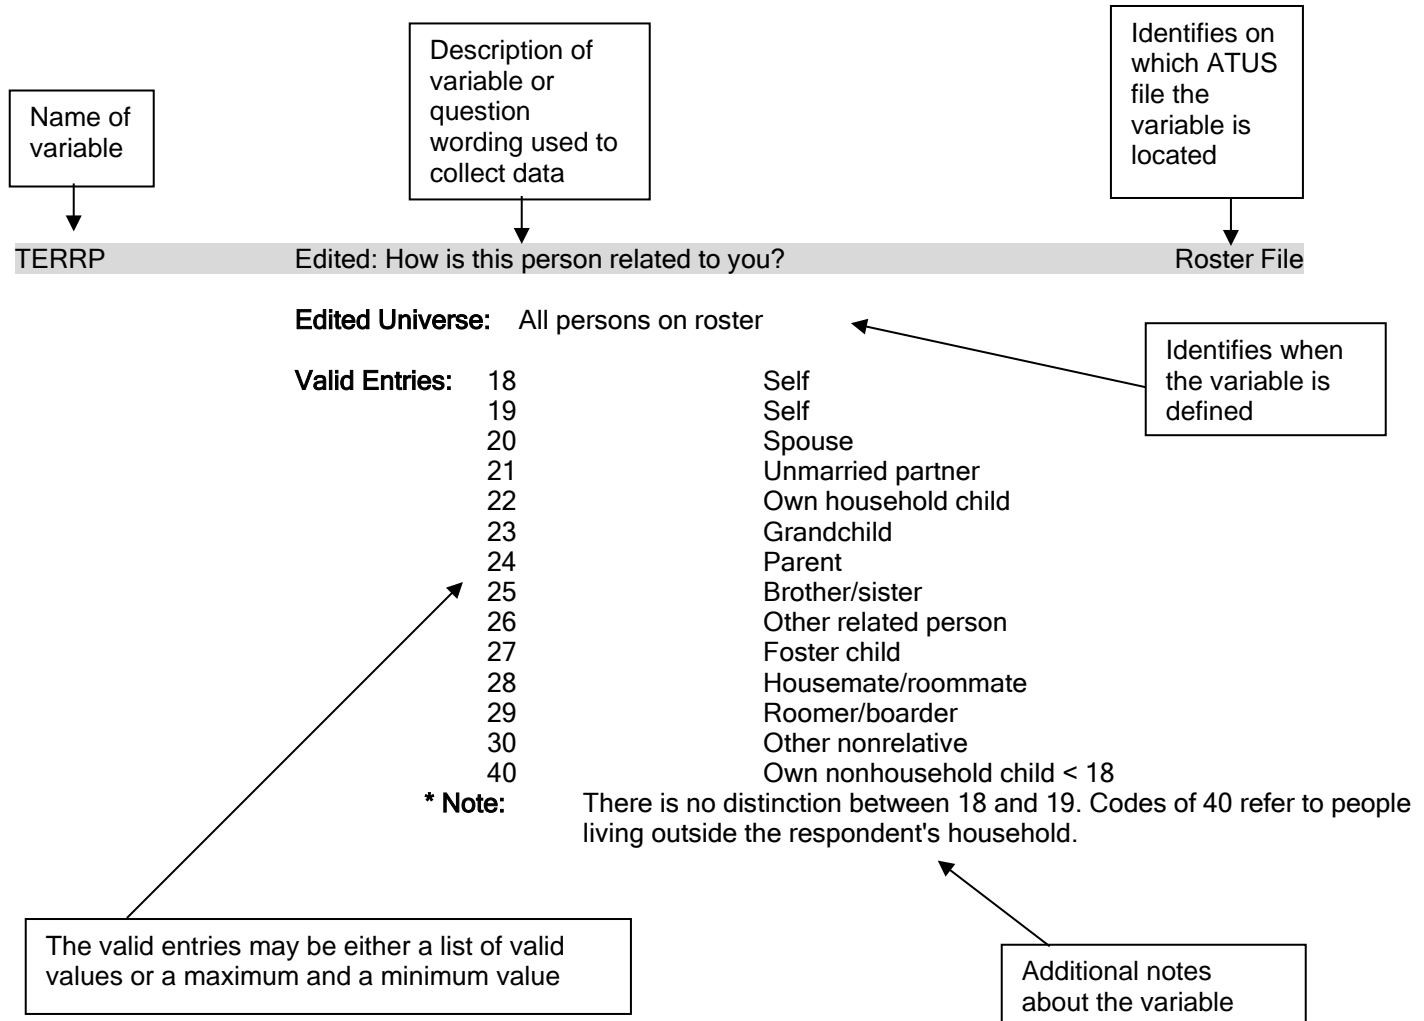 Name of
variable
Description of
variable or
question
wording used to
collect data
Identifies on
which ATUS
file the
variable is
located
TERRP Edited: How is this person related to you? Roster File
Edited Universe: All persons on roster
Identifies when
the variable is
defined
Valid Entries: 18 Self
19 Self
20 Spouse
21 Unmarried partner
22 Own household child
23 Grandchild
24 Parent
25 Brother/sister
26 Other related person
27 Foster child
28 Housemate/roommate
29 Roomer/boarder
30 Other nonrelative
40 Own nonhousehold child < 18
* Note: There is no distinction between 18 and 19. Codes of 40 refer to people
living outside the respondent's household.
The valid entries may be either a list of valid
values or a maximum and a minimum value
Additional notes
about the variable